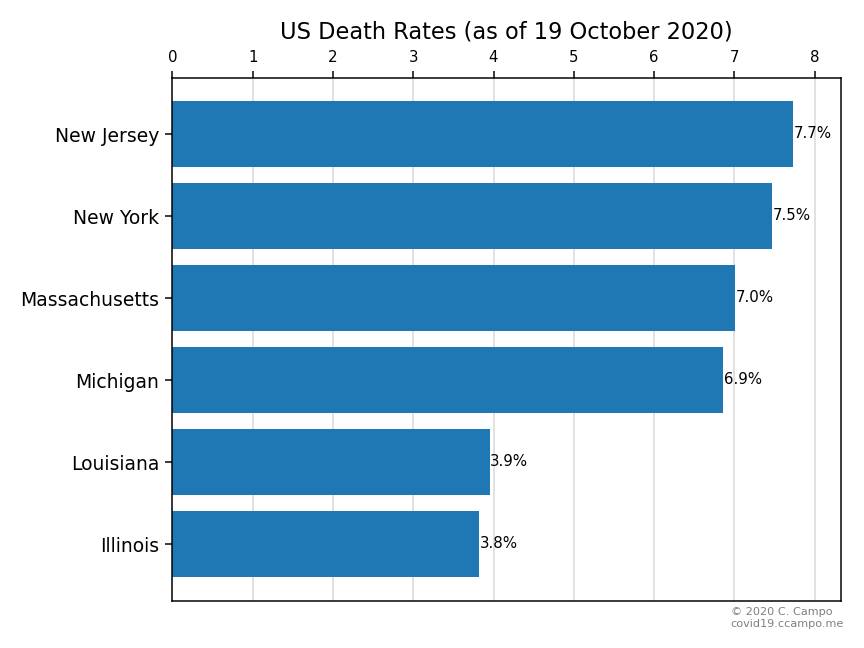 US Death Rates (as of 19 October 2020)
0 1 2 3 4 5 6 7 8
New Jersey 7.7%
New York 7.5%
Massachusetts 7.0%
Michigan 6.9%
Louisiana 3.9%
Illinois 3.8%
© 2020 C. Campo
covid19.ccampo.me